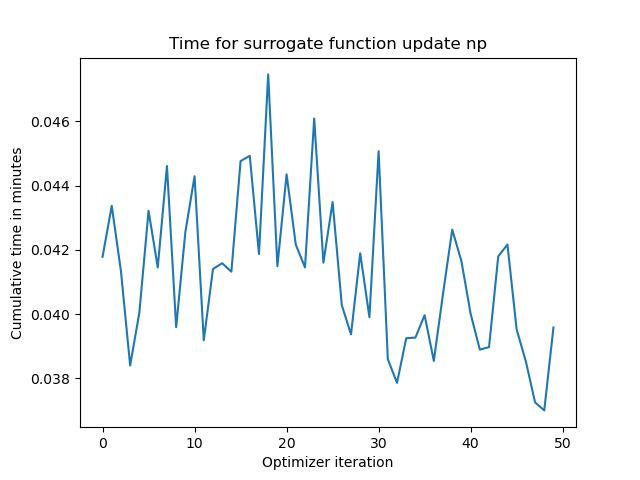 Time for surrogate function update np
Cumulative time in minutes
0.046
0.044
0.042
0.040
0.038
0 10 20 30 40 50
Optimizer iteration